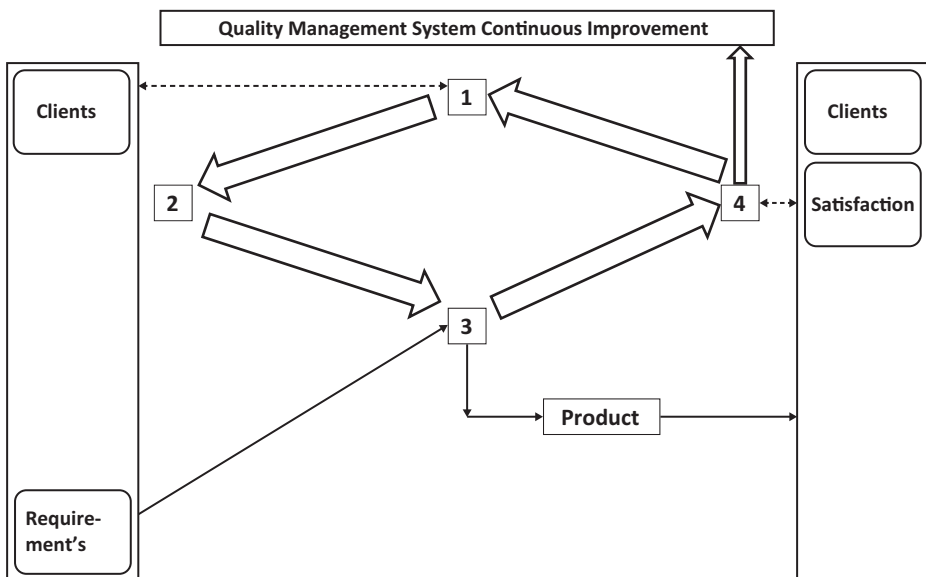 Quality Management System Continuous Improvement
Clients
1
Clients
2
4
Satisfaction
3
Product
Require-
ment’s